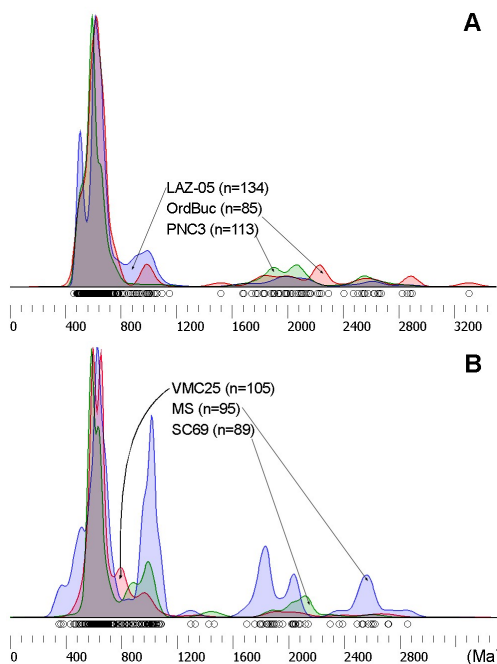 A
LAZ-05 (n=134)
OrdBuc (n=85)
PNC3 (n=113)
0 400 800 1200 1600 2000 2400 2800 3200
B
VMC25 (n=105)
MS (n=95)
SC69 (n=89)
0 400 800 1200 1600 2000 2400 2800 (Ma)